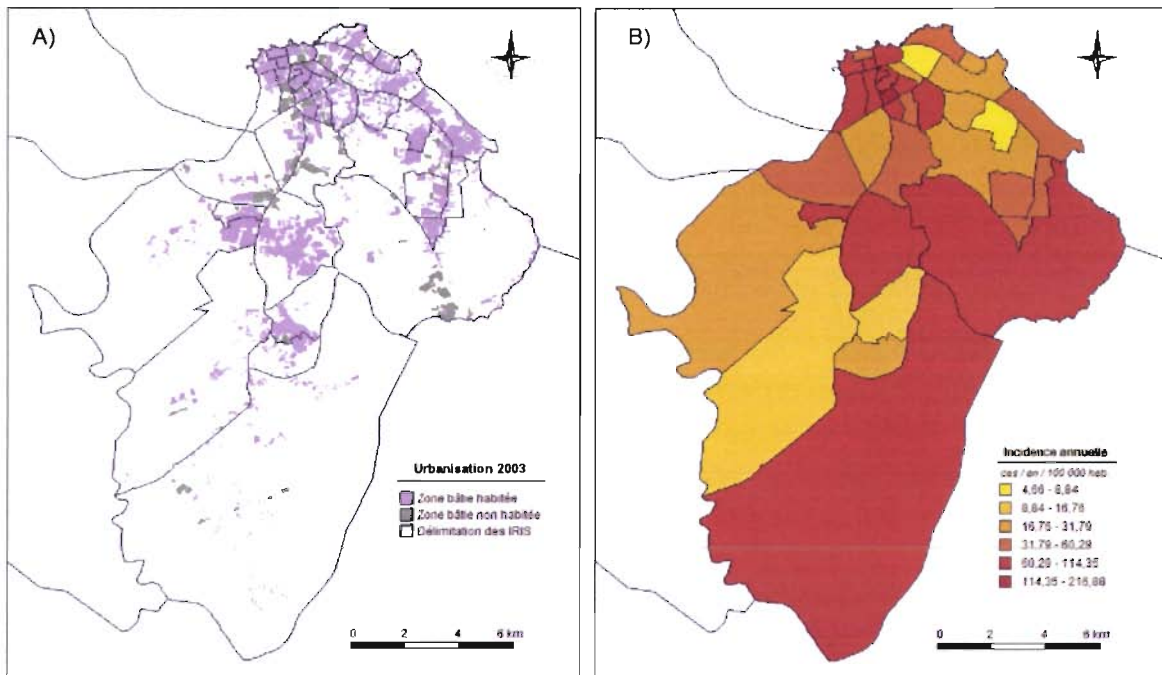 A)
Urbanisation 2003
Zone bâtie habitée
Zone bâtie non habitée
Délimitation des IRIS
0 2 4 6 km
B)
Incidence annuelle
cas / an / 100 000 hab
4,66 - 8,84
8,84 - 16,76
16,76 - 31,79
31,79 - 60,29
60,29 - 114,35
114,35 - 216,88
0 2 4 6 km